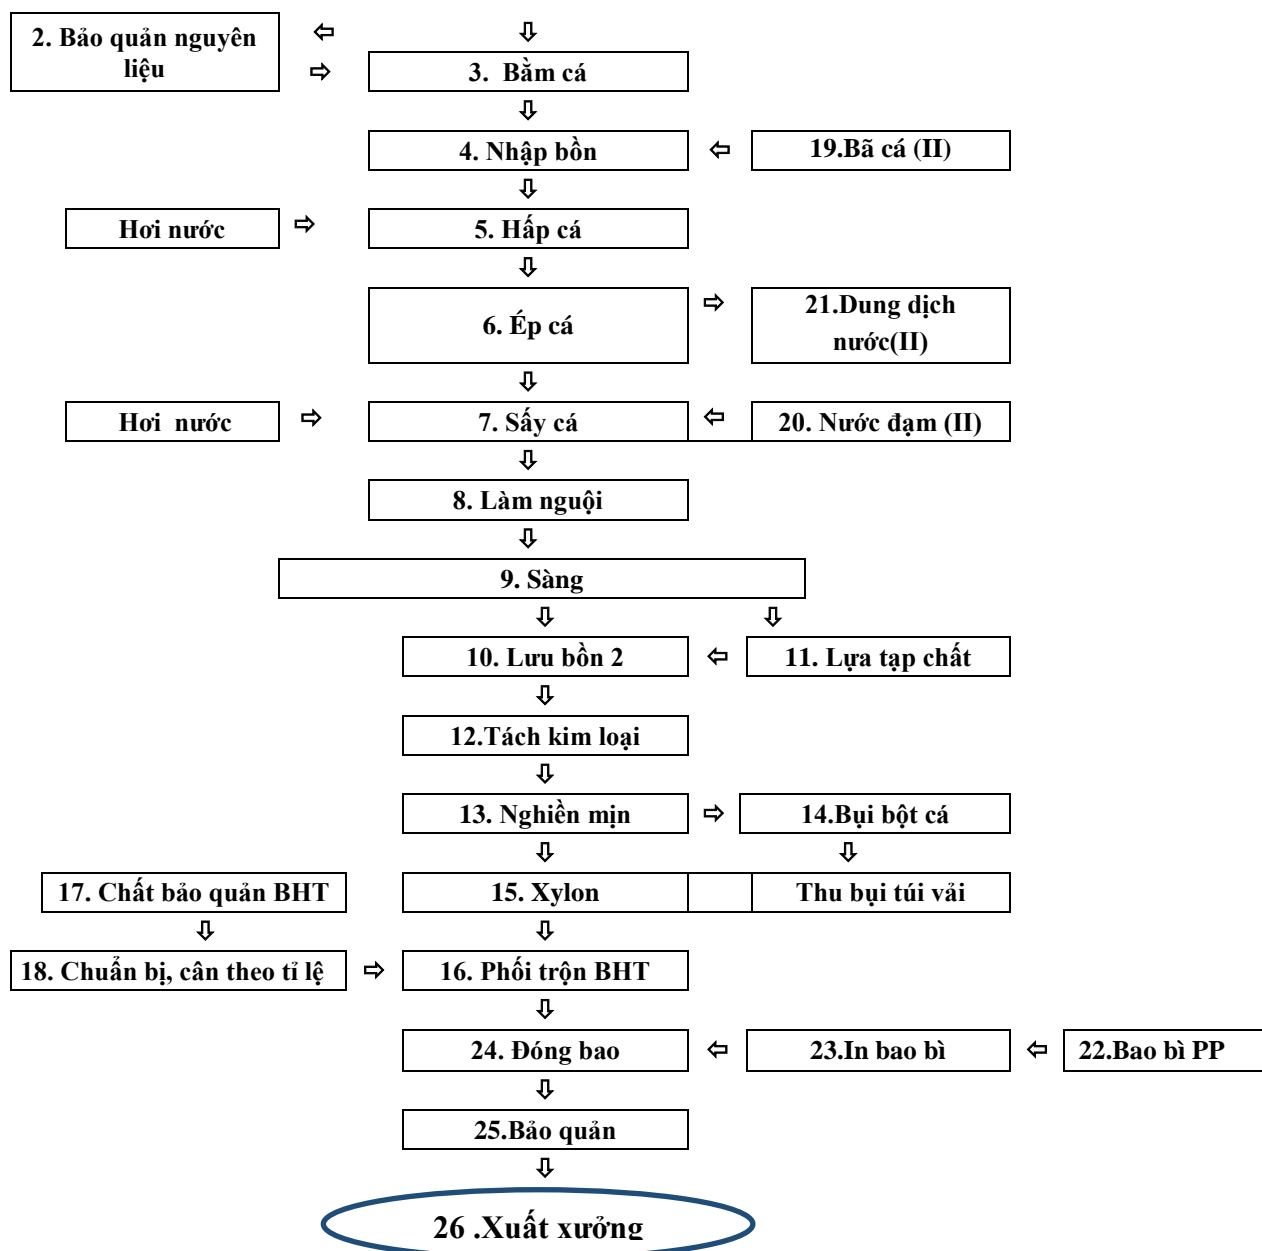 2. Bảo quản nguyên
liệu
3. Bằm cá
4. Nhập bồn
19.Bã cá (II)
Hơi nước
5. Hấp cá
6. Ép cá
21.Dung dịch
nước(II)
Hơi nước
7. Sấy cá
20. Nước đạm (II)
8. Làm nguội
9. Sàng
10. Lưu bồn 2
11. Lựa tạp chất
12.Tách kim loại
13. Nghiền mịn
14.Bụi bột cá
17. Chất bảo quản BHT
15. Xylon
Thu bụi túi vải
18. Chuẩn bị, cân theo tỉ lệ
16. Phối trộn BHT
24. Đóng bao
23.In bao bì
22.Bao bì PP
25.Bảo quản
26 .Xuất xưởng